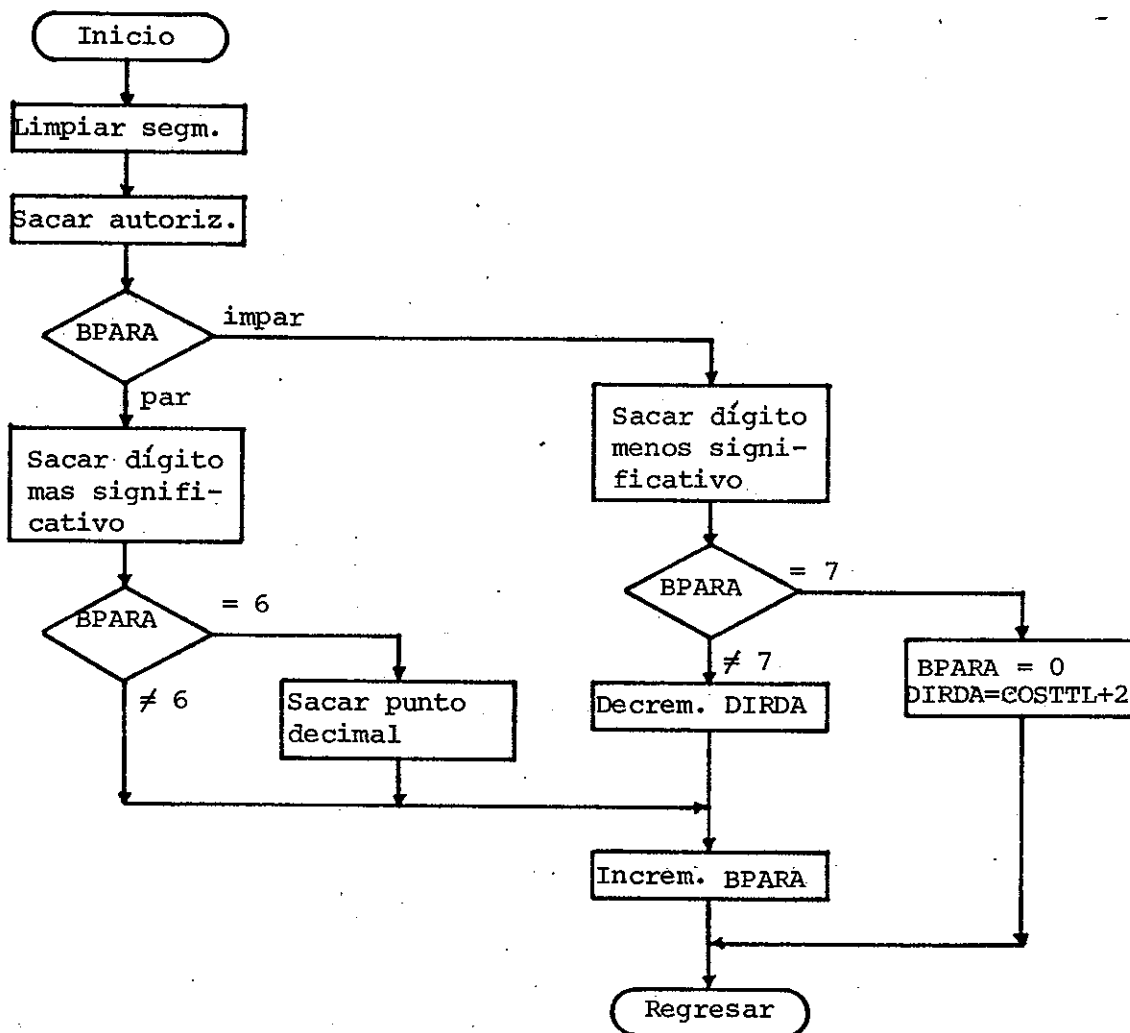 Inicio
Limpiar segm.
Sacar autoriz.
BPARA
impar
par
Sacar dígito
mas signifi-
cativo
Sacar dígito
menos signi-
ficativo
BPARA
= 6
≠ 6
Sacar punto
decimal
BPARA
= 7
≠ 7
Decrem. DIRDA
BPARA = 0
DIRDA=COSTTL+2
Increm. BPARA
Regresar